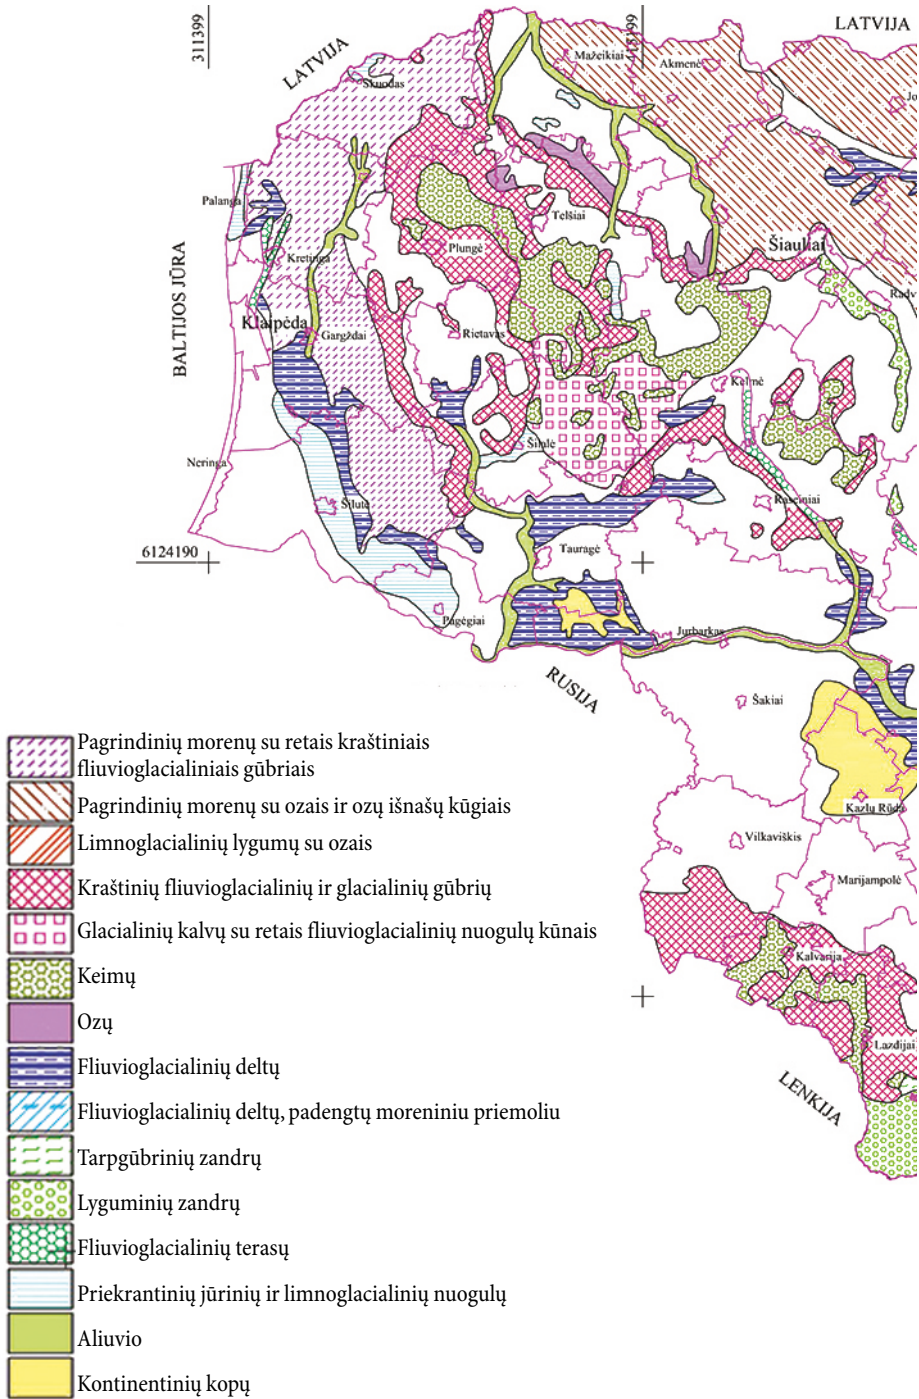 311399
415199
LATVIJA
LATVIJA
Mažeikiai
Akmenė
Skuodas
Jo
Palanga
Telšiai
Plungė
Šiauliai
Kretinga
BALTIJOS JŪRA
Radv
Klaipėda
Gargždai
Rietavas
Kelmė
Neringa
Šilalė
Šilutė
Raseiniai
6124190
Tauragė
Pagėgiai
Jurbarkas
RUSIJA
Šakiai
Kazlų Rūda
Vilkaviškis
Marijampolė
Kalvarija
Lazdijai
LENKIJA
Pagrindinių morenų su retais kraštiniais
fliuvioglacialiniais gūbriais
Pagrindinių morenų su ozais ir ozų išnašų kūgiais
Limnoglacialinių lygumų su ozais
Kraštinių fliuvioglacialinių ir glacialinių gūbrių
Glacialinių kalvų su retais fliuvioglacialinių nuogulų kūnais
Keimų
Ozų
Fliuvioglacialinių deltų
Fliuvioglacialinių deltų, padengtų moreniniu priemoliu
Tarpgūbrinių zandrų
Lyguminių zandrų
Fliuvioglacialinių terasų
Priekrantinių jūrinių ir limnoglacialinių nuogulų
Aliuvio
Kontinentinių kopų